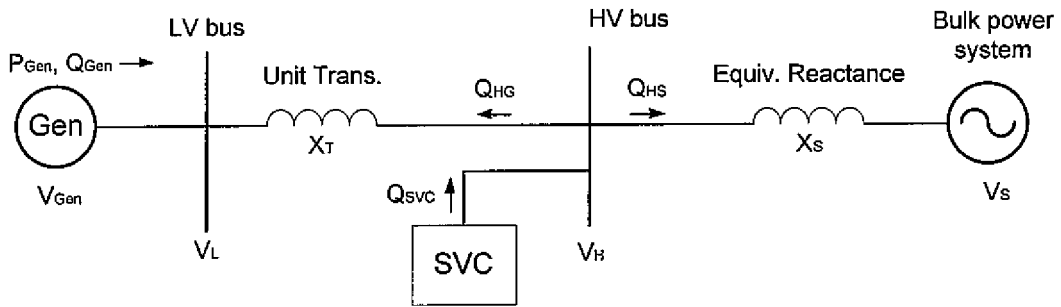 LV bus
HV bus
Bulk power
system
PGen, QGen
Unit Trans.
QHG
QHS
Equiv. Reactance
Gen
XT
XS
QSVC
VGen
VS
VL
SVC
VH